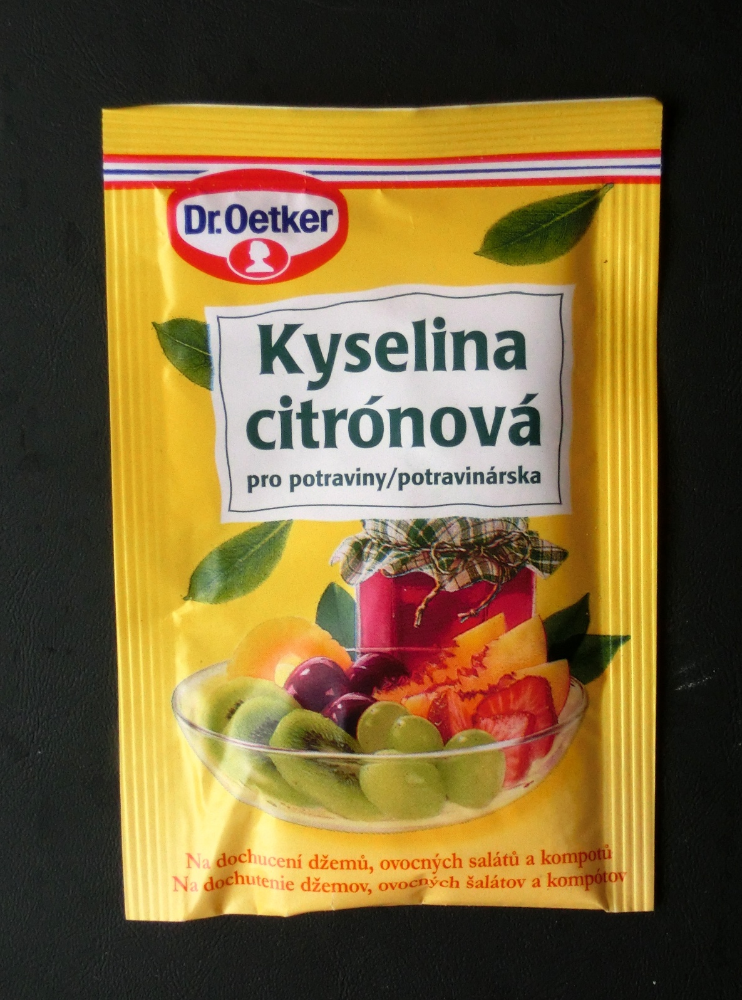 Dr. Oetker
Kyselina
citrónová
pro potraviny/potravinárska
Na dochucení džemů, ovocných salátů a kompotů
Na dochutenie džemov, ovocných šalátov a kompótov